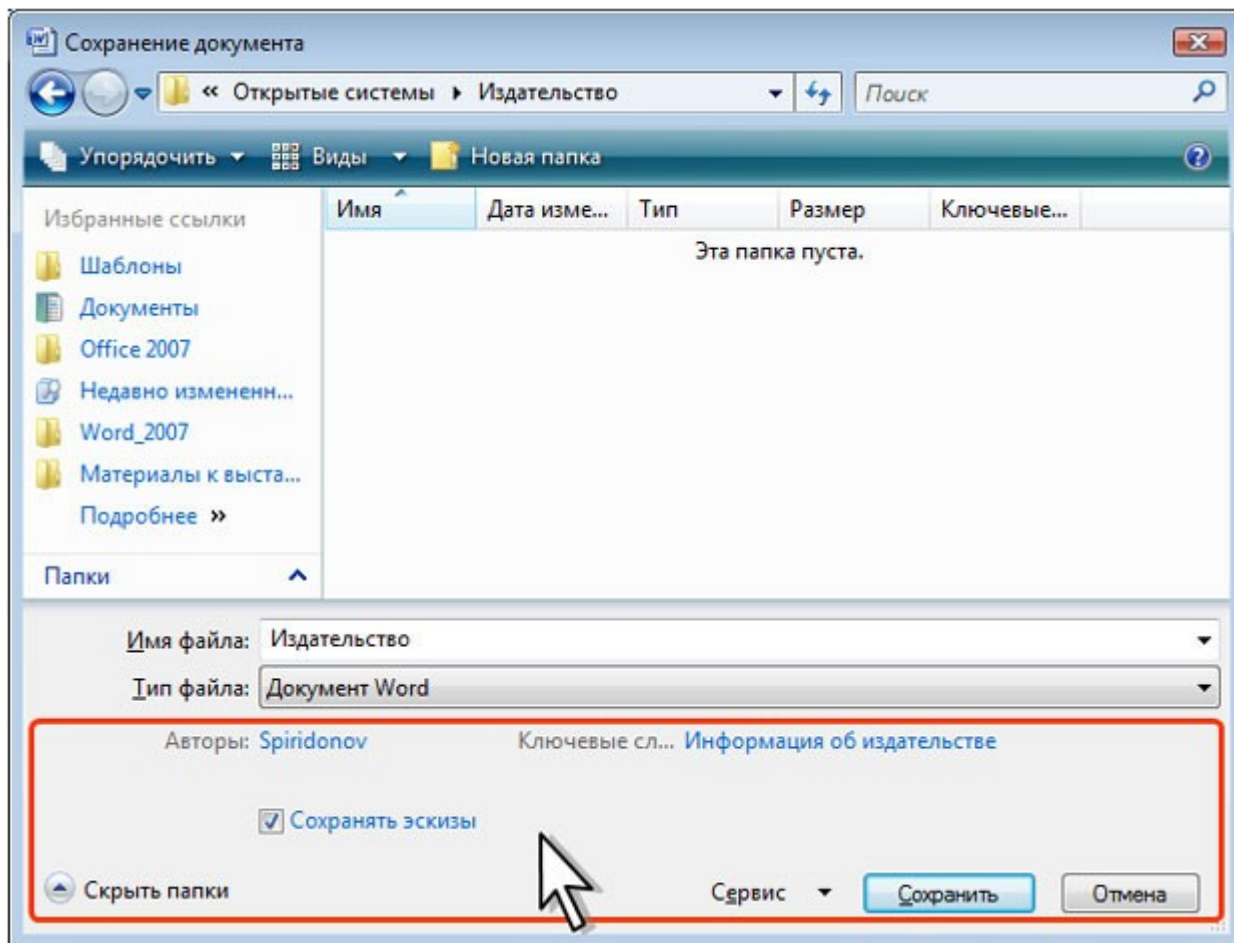 Сохранение документа
« Открытые системы Издательство Поиск
Упорядочить Виды Новая папка
Избранные ссылки
Имя Дата изме... Тип Размер Ключевые...
Эта папка пуста.
Шаблоны
Документы
Office 2007
Недавно измененн...
Word_2007
Материалы к выста...
Подробнее »
Папки
Имя файла: Издательство
Тип файла: Документ Word
Авторы: Spiridonov Ключевые сл... Информация об издательстве
Сохранять эскизы
Скрыть папки Сервис Сохранить Отмена